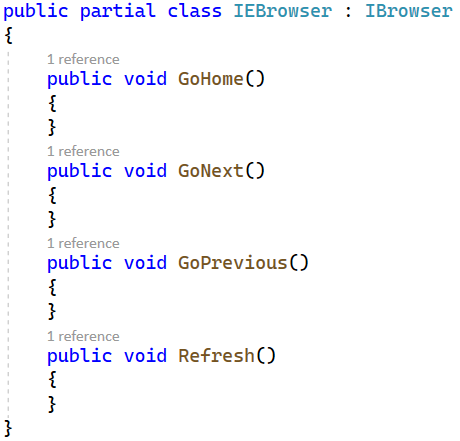 public partial class IEBrowser : IBrowser
{
1 reference
public void GoHome()
{
}
1 reference
public void GoNext()
{
}
1 reference
public void GoPrevious()
{
}
1 reference
public void Refresh()
{
}
}